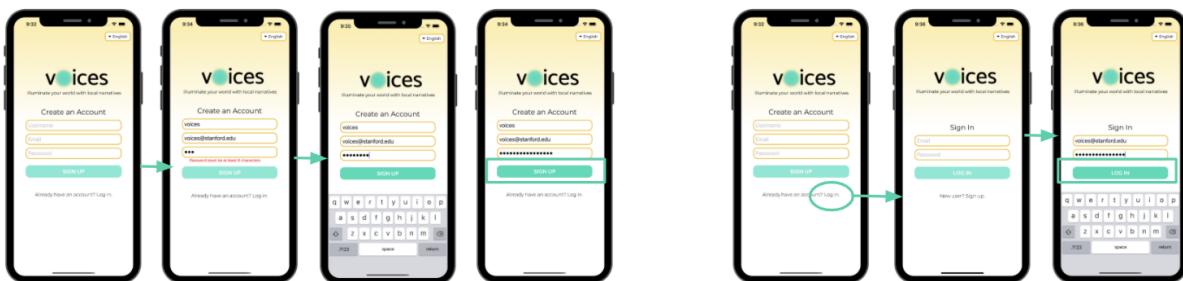 9:32
English
voices
Illuminate your world with local narratives
Create an Account
Username
Email
Password
SIGN UP
Already have an account? Log in.
9:34
English
voices
Illuminate your world with local narratives
Create an Account
voices
voices@stanford.edu
•••
Password must be at least 8 characters
SIGN UP
Already have an account? Log in
English
voices
Illuminate your world with local narratives
Create an Account
voices
voices@stanford.edu
••••••••
SIGN UP
q w e r t y u i o p
a s d f g h j k l
z x c v b n m
.?123 space return
9:34
English
voices
Illuminate your world with local narratives
Create an Account
voices
voices@stanford.edu
••••••••••••••••
SIGN UP
Already have an account? Log in
9:32
English
voices
Illuminate your world with local narratives
Create an Account
Username
Email
Password
SIGN UP
Already have an account? Log in.
English
voices
Illuminate your world with local narratives
Sign In
Email
Password
LOG IN
New user? Sign up.
English
voices
Illuminate your world with local narratives
Sign In
voices@stanford.edu
••••••••••••••••
LOG IN
q w e r t y u i o p
a s d f g h j k l
z x c v b n m
.?123 space return